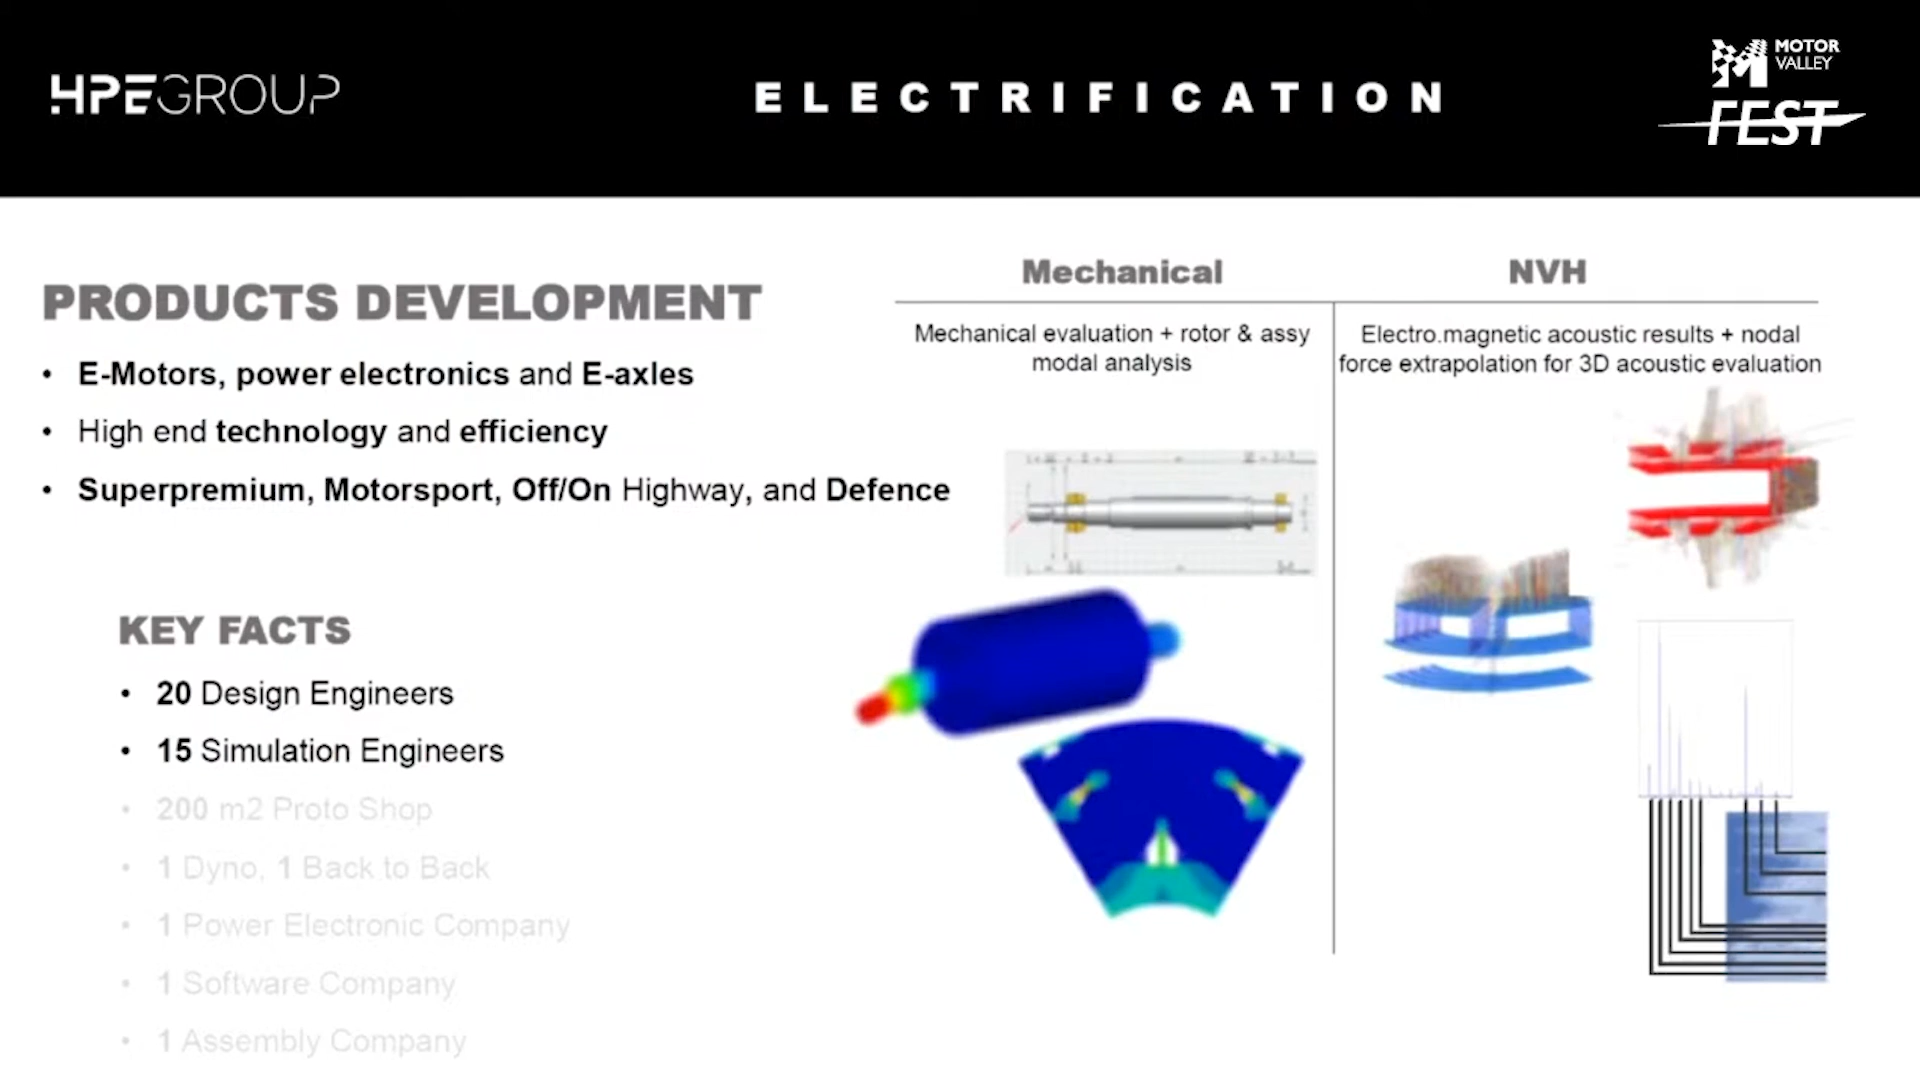 HPEGROUP
ELECTRIFICATION
MOTOR
VALLEY
FEST
PRODUCTS DEVELOPMENT
• E-Motors, power electronics and E-axles
• High end technology and efficiency
• Superpremium, Motorsport, Off/On Highway, and Defence
KEY FACTS
• 20 Design Engineers
• 15 Simulation Engineers
• 200 m2 Proto Shop
• 1 Dyno, 1 Back to Back
• 1 Power Electronic Company
• 1 Software Company
• 1 Assembly Company
Mechanical
Mechanical evaluation + rotor & assy
modal analysis
NVH
Electro.magnetic acoustic results + nodal
force extrapolation for 3D acoustic evaluation